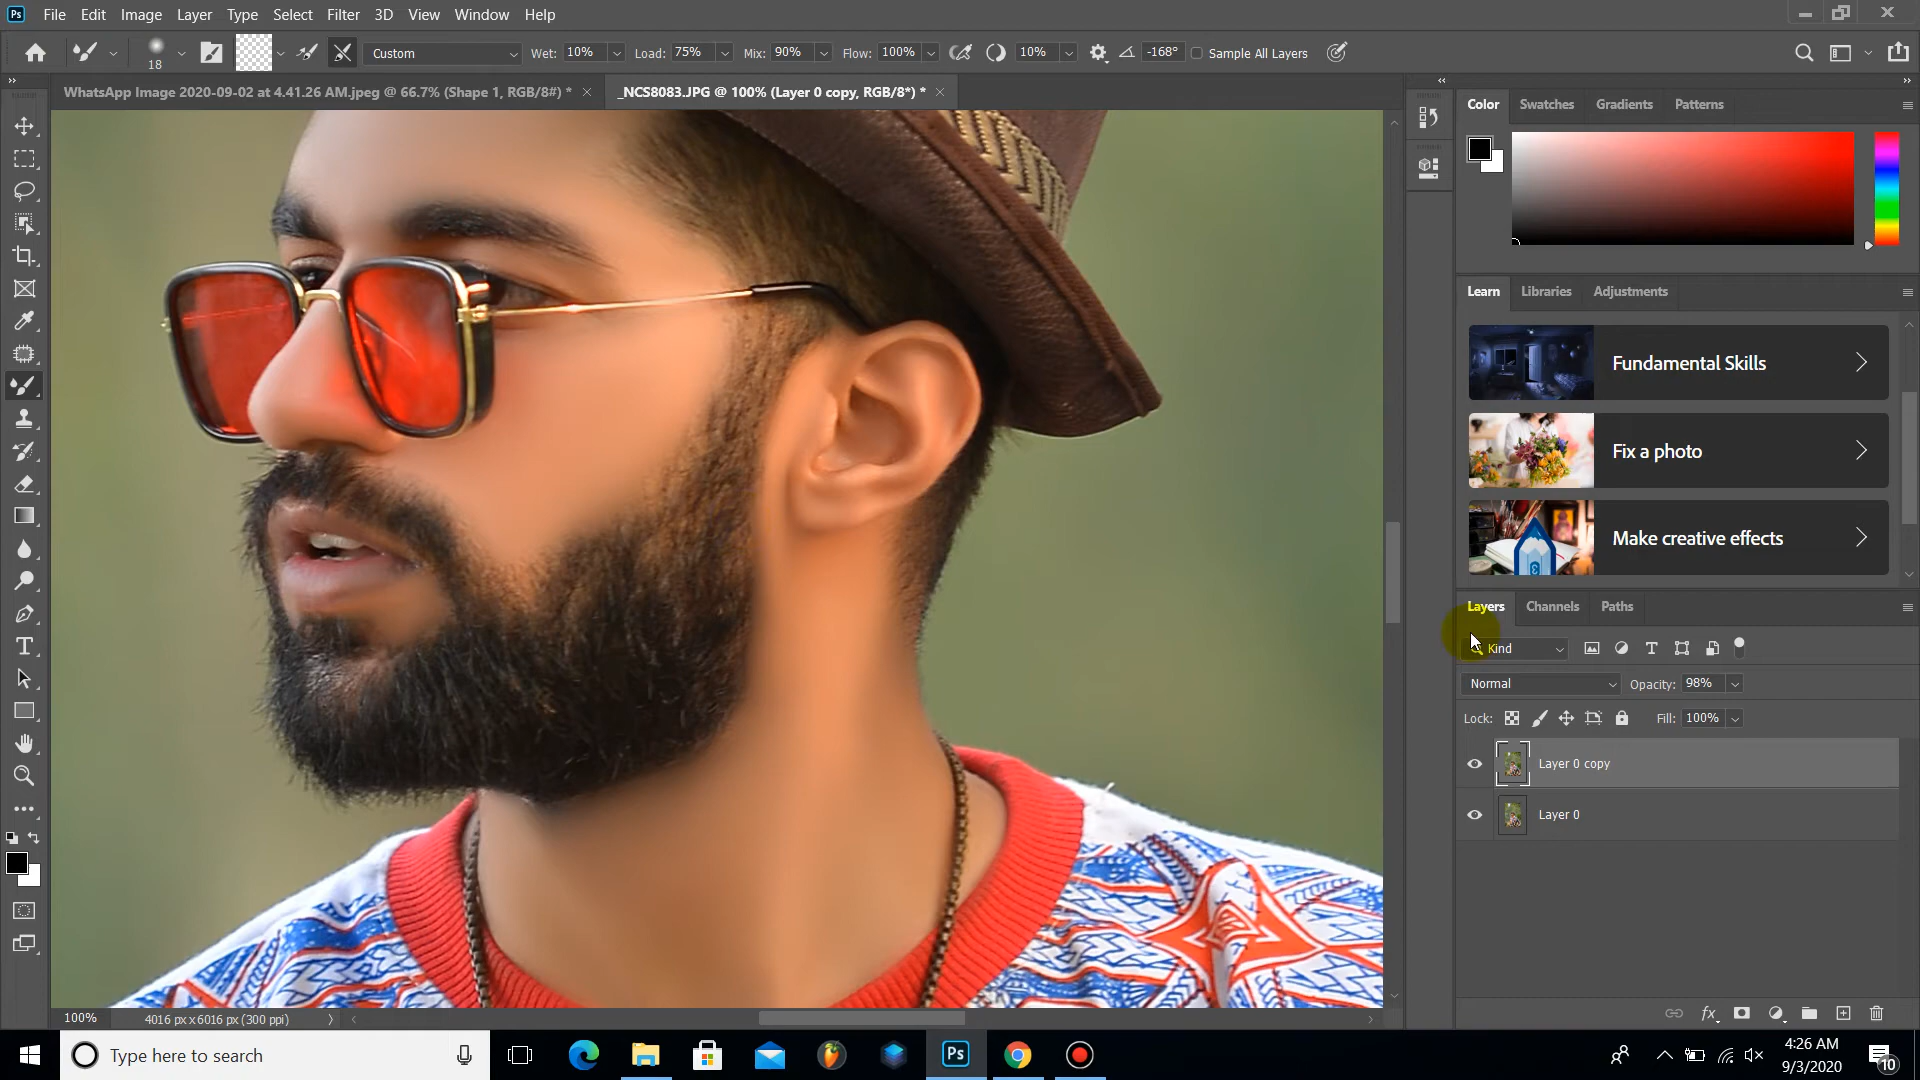 Ps File Edit Image Layer Type Select Filter 3D View Window Help
18 Custom Wet: 10% Load: 75% Mix: 90% Flow: 100% 10% -168° Sample All Layers
WhatsApp Image 2020-09-02 at 4.41.26 AM.jpeg @ 66.7% (Shape 1, RGB/8#) *
_NCS8083.JPG @ 100% (Layer 0 copy, RGB/8*) *
Color Swatches Gradients Patterns
Learn Libraries Adjustments
Fundamental Skills
Fix a photo
Make creative effects
Layers Channels Paths
Kind
Normal Opacity: 98%
Lock: Fill: 100%
Layer 0 copy
Layer 0
fx
100% 4016 px x 6016 px (300 ppi)
Type here to search
Ps
4:26 AM
9/3/2020
10